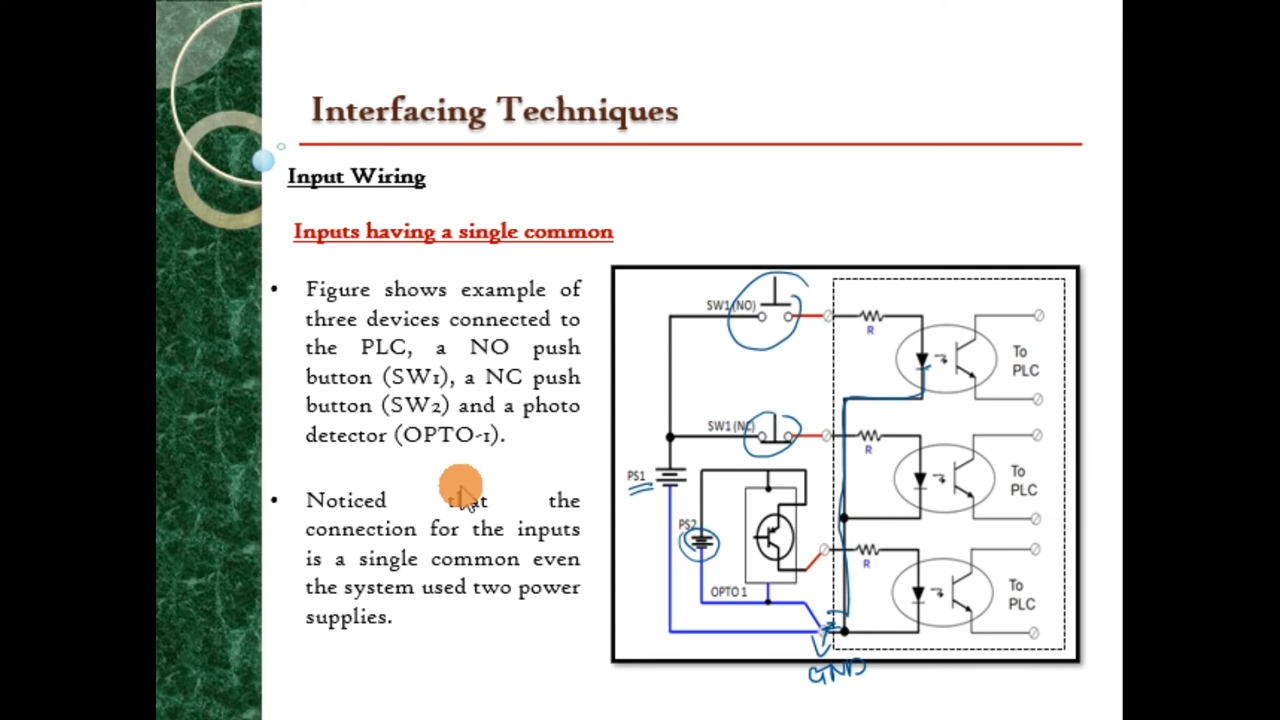 Interfacing Techniques
Input Wiring
Inputs having a single common
• Figure shows example of
three devices connected to
the PLC, a NO push
button (SW1), a NC push
button (SW2) and a photo
detector (OPTO-1).
• Noticed that the
connection for the inputs
is a single common even
the system used two power
supplies.
SW1 (NO)
R
To
PLC
SW1 (NC)
R
To
PLC
PS1
PS2
OPTO 1
R
To
PLC
GND